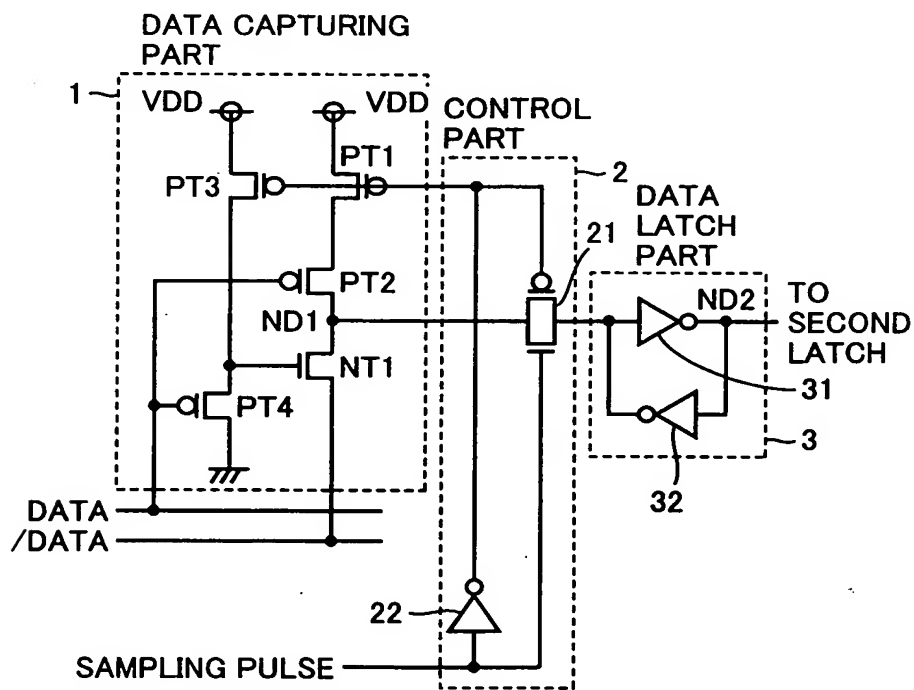 DATA CAPTURING
PART
1
VDD
VDD
CONTROL
PART
PT1
PT3
2
DATA
LATCH
PART
21
PT2
ND1
ND2
TO
SECOND
LATCH
NT1
PT4
31
3
32
DATA
/DATA
22
SAMPLING PULSE